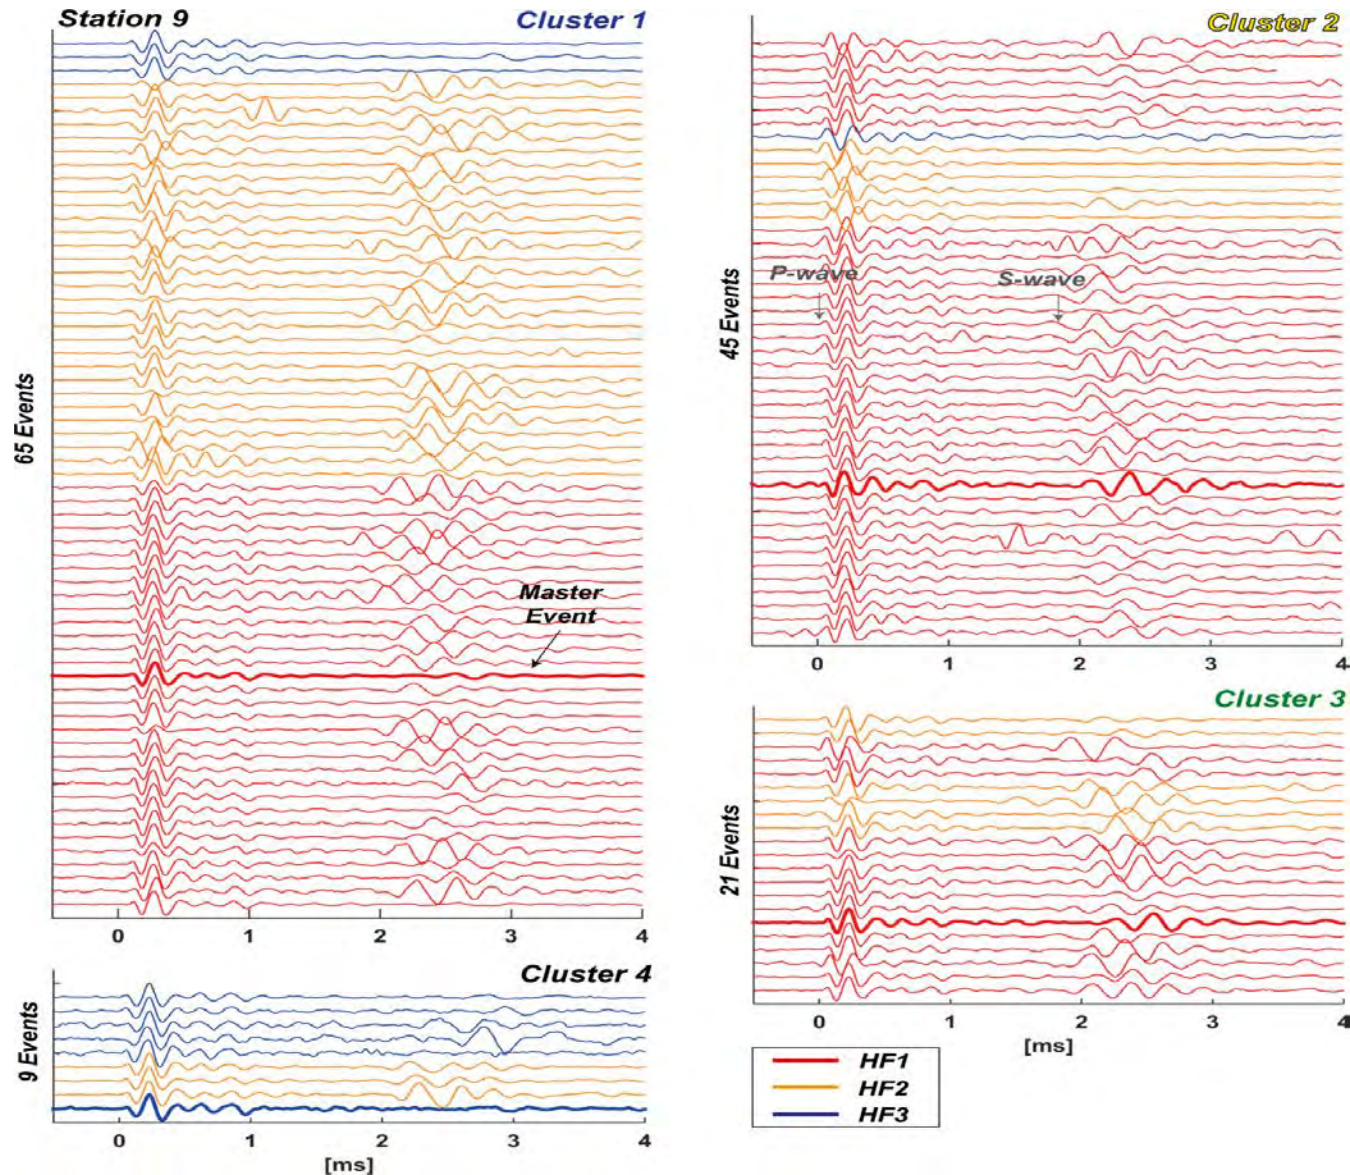 Station 9
Cluster 1
65 Events
Master
Event
0 1 2 3 4
Cluster 4
9 Events
0 1 2 3 4
[ms]
Cluster 2
45 Events
P-wave
S-wave
0 1 2 3 4
Cluster 3
21 Events
0 1 2 3 4
[ms]
HF1
HF2
HF3